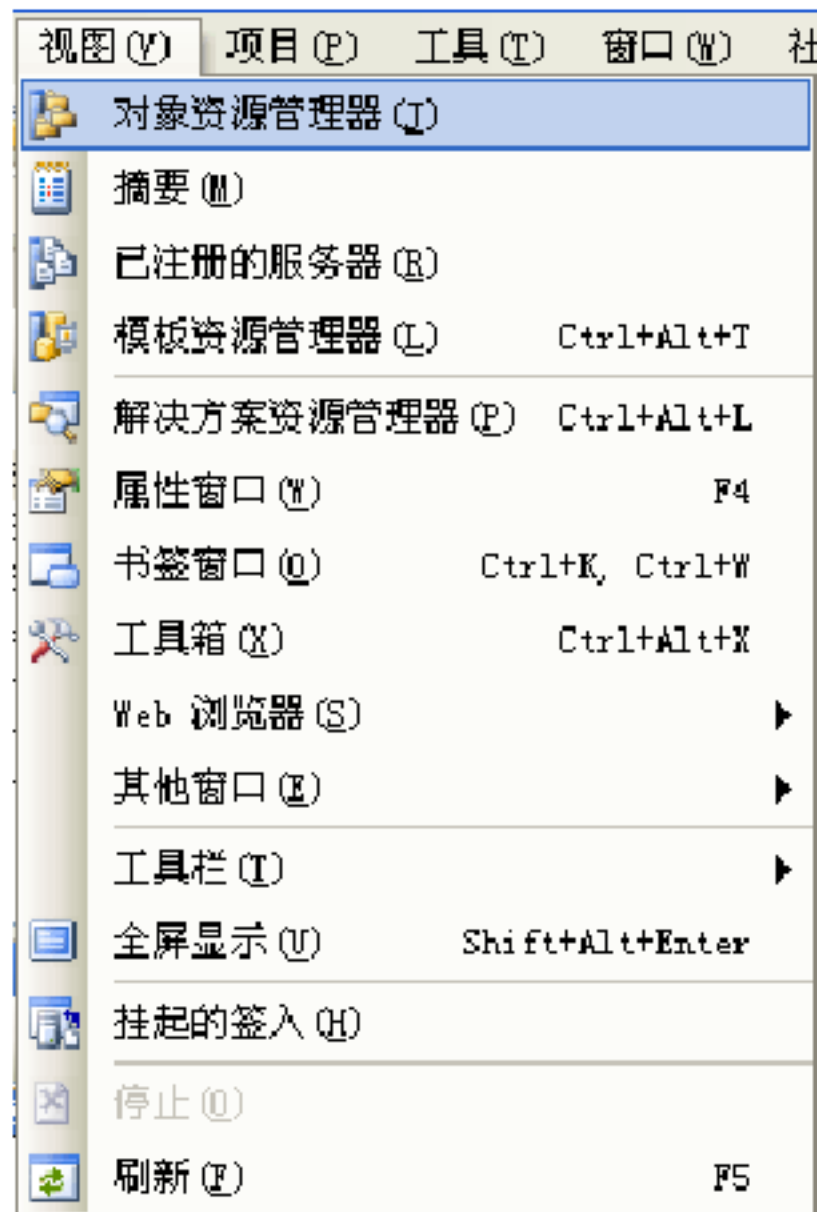 视图(V) 项目(P) 工具(T) 窗口(W) 社
对象资源管理器(J)
摘要(M)
已注册的服务器(R)
模板资源管理器(L) Ctrl+Alt+T
解决方案资源管理器(P) Ctrl+Alt+L
属性窗口(W) F4
书签窗口(O) Ctrl+K, Ctrl+W
工具箱(X) Ctrl+Alt+X
Web 浏览器(S)
其他窗口(E)
工具栏(T)
全屏显示(U) Shift+Alt+Enter
挂起的签入(H)
停止(O)
刷新(F) F5